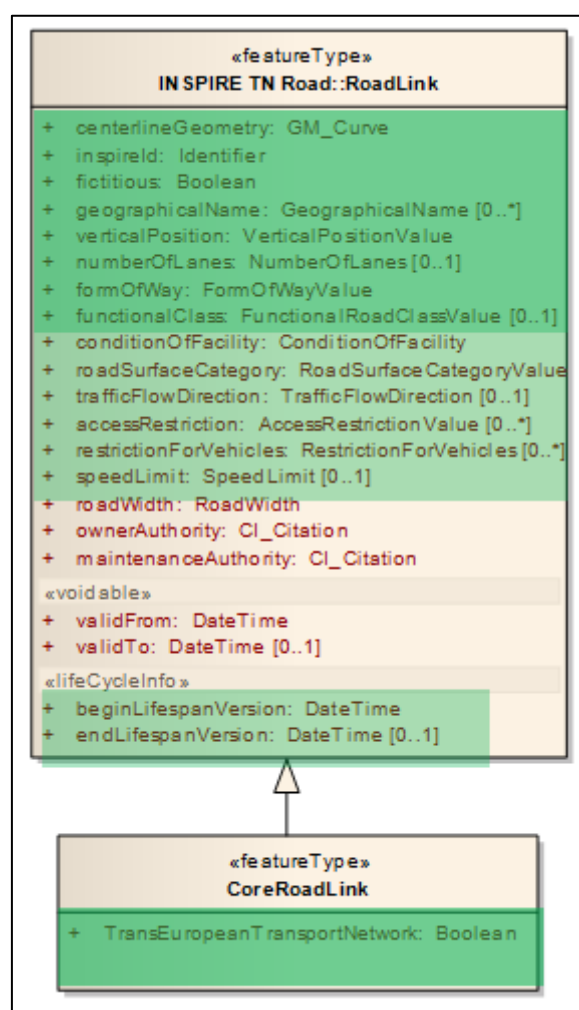 «featureType»
INSPIRE TN Road::RoadLink
+ centerlineGeometry: GM_Curve
+ inspireId: Identifier
+ fictitious: Boolean
+ geographicalName: GeographicalName [0..*]
+ verticalPosition: VerticalPositionValue
+ numberOfLanes: NumberOfLanes [0..1]
+ formOfWay: FormOfWayValue
+ functionalClass: FunctionalRoadClassValue [0..1]
+ conditionOfFacility: ConditionOfFacility
+ roadSurfaceCategory: RoadSurfaceCategoryValue
+ trafficFlowDirection: TrafficFlowDirection [0..1]
+ accessRestriction: AccessRestrictionValue [0..*]
+ restrictionForVehicles: RestrictionForVehicles [0..*]
+ speedLimit: SpeedLimit [0..1]
+ roadWidth: RoadWidth
+ ownerAuthority: CI_Citation
+ maintenanceAuthority: CI_Citation
«voidable»
+ validFrom: DateTime
+ validTo: DateTime [0..1]
«lifeCycleInfo»
+ beginLifespanVersion: DateTime
+ endLifespanVersion: DateTime [0..1]
«featureType»
CoreRoadLink
+ TransEuropeanTransportNetwork: Boolean